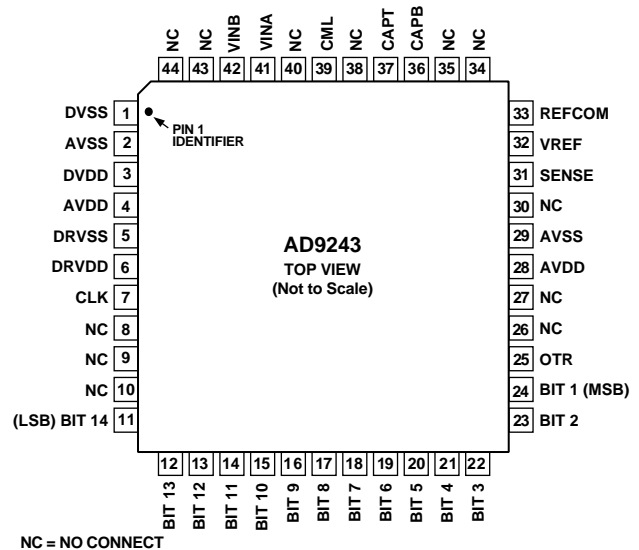 NC
NC
VINB
VINA
NC
CML
NC
CAPT
CAPB
NC
NC
44 43 42 41 40 39 38 37 36 35 34
DVSS 1
PIN 1
IDENTIFIER
33 REFCOM
AVSS 2
32 VREF
DVDD 3
31 SENSE
AVDD 4
30 NC
DRVSS 5
29 AVSS
DRVDD 6
28 AVDD
CLK 7
27 NC
NC 8
26 NC
NC 9
25 OTR
NC 10
24 BIT 1 (MSB)
(LSB) BIT 14 11
23 BIT 2
AD9243
TOP VIEW
(Not to Scale)
12 13 14 15 16 17 18 19 20 21 22
BIT 13
BIT 12
BIT 11
BIT 10
BIT 9
BIT 8
BIT 7
BIT 6
BIT 5
BIT 4
BIT 3
NC = NO CONNECT